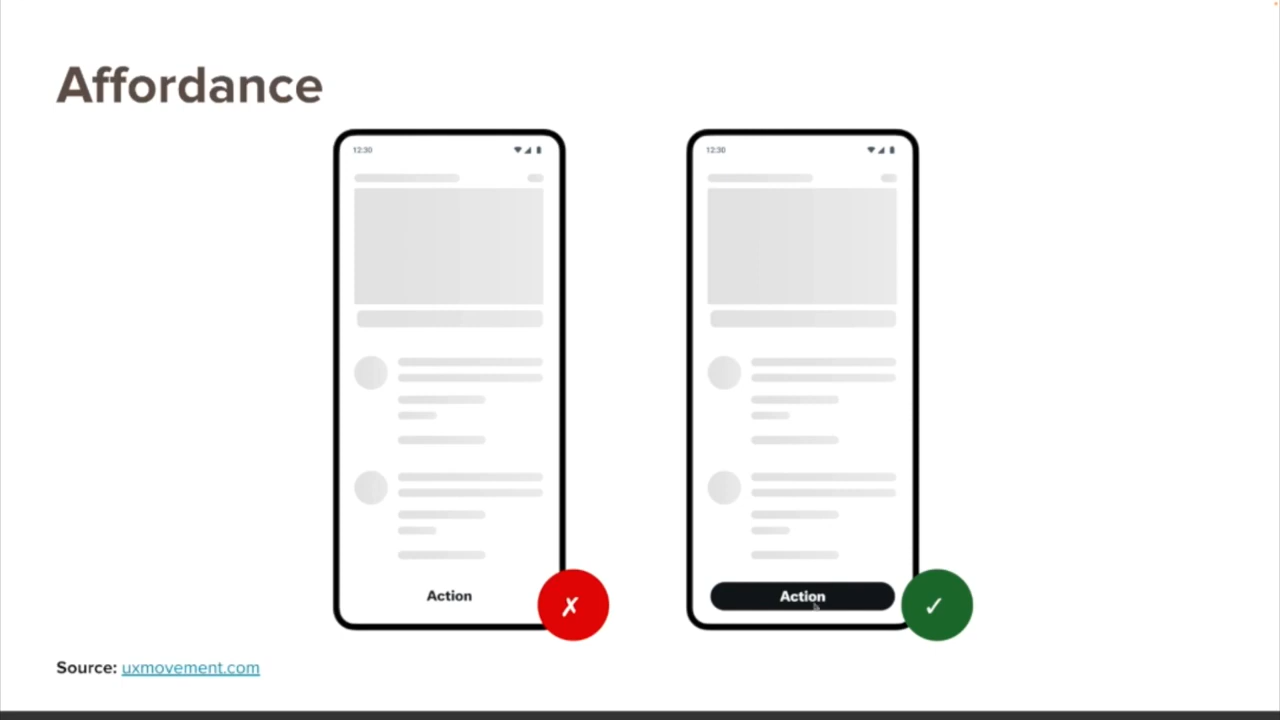 Affordance
12:30
12:30
Action
✗
Action
✓
Source: uxmovement.com